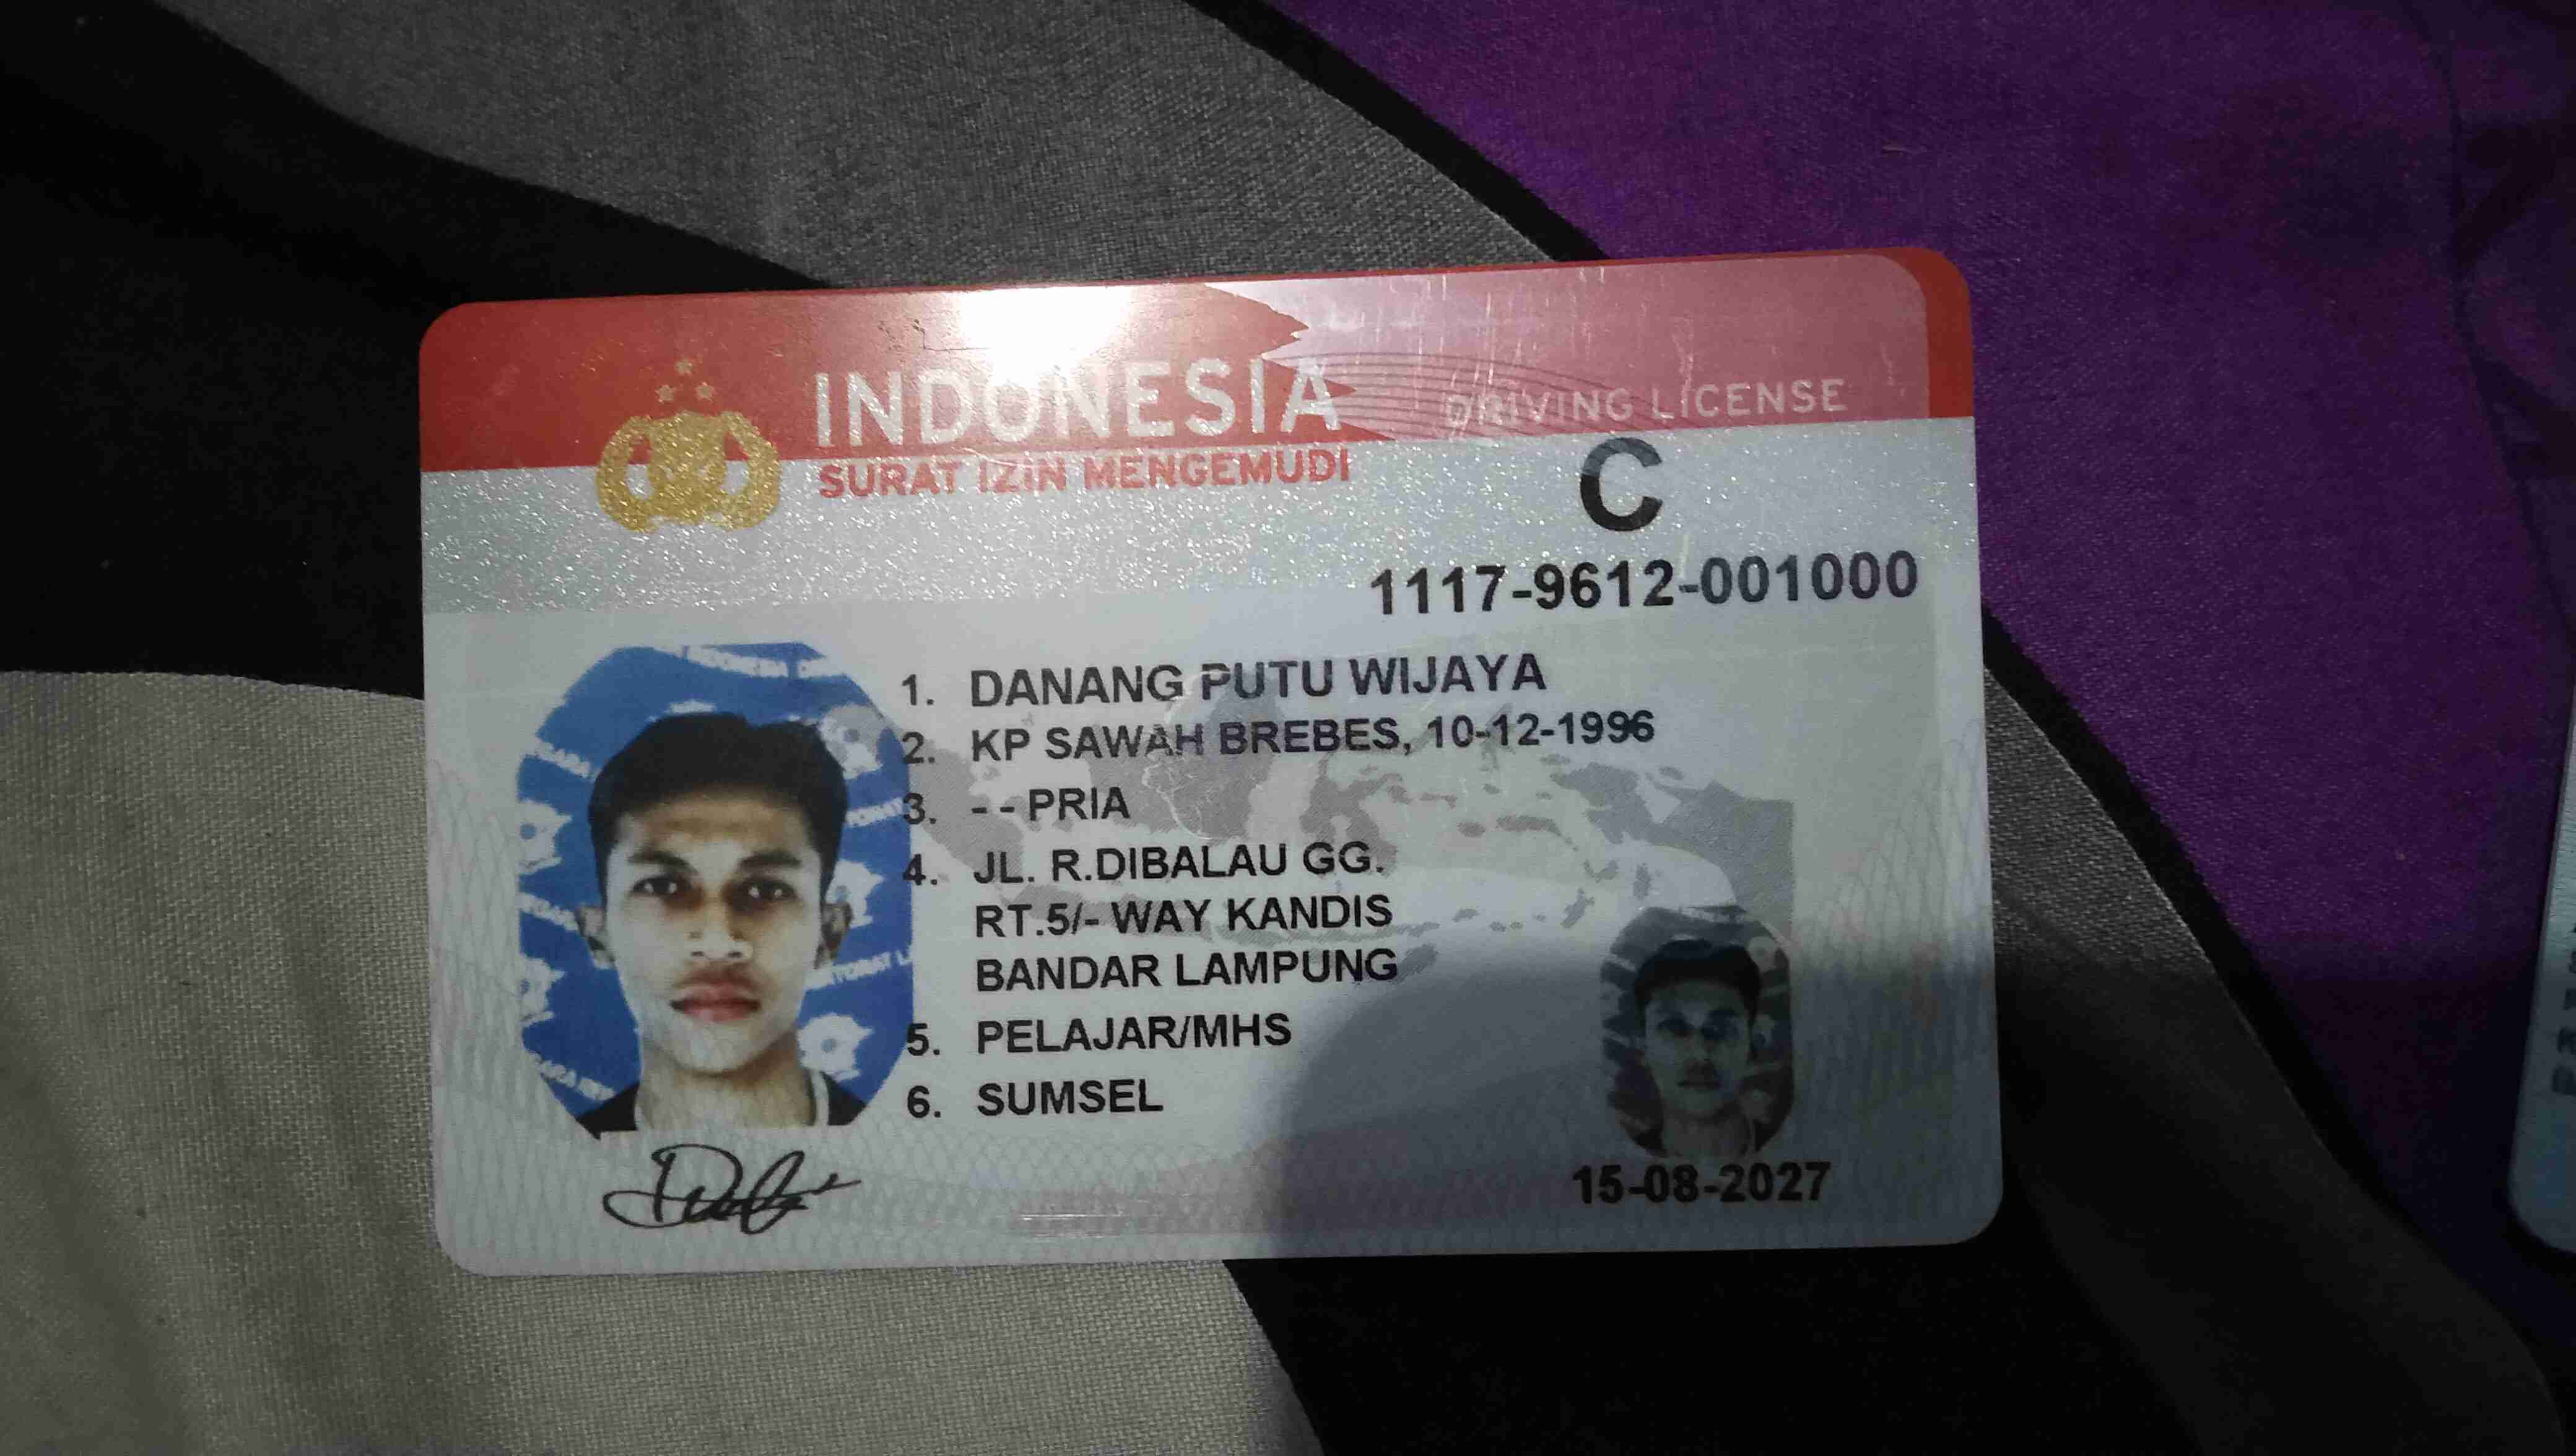 INDONESIA
DRIVING LICENSE
SURAT IZIN MENGEMUDI
C
1117-9612-001000
1. DANANG PUTU WIJAYA
2. KP SAWAH BREBES, 10-12-1996
3. - - PRIA
4. JL. R.DIBALAU GG.
RT.5/- WAY KANDIS
BANDAR LAMPUNG
5. PELAJAR/MHS
6. SUMSEL
15-08-2027